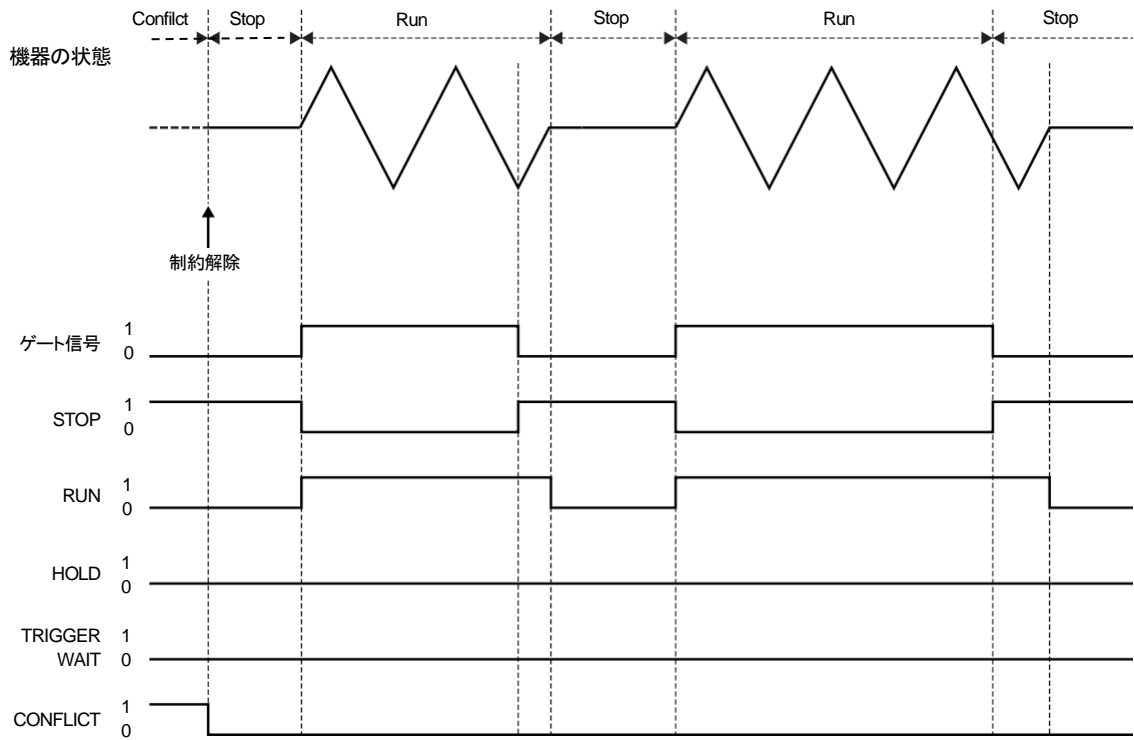 Confilct Stop Run Stop Run Stop
機器の状態
制約解除
ゲート信号 1
0
STOP 1
0
RUN 1
0
HOLD 1
0
TRIGGER 1
WAIT 0
CONFLICT 1
0